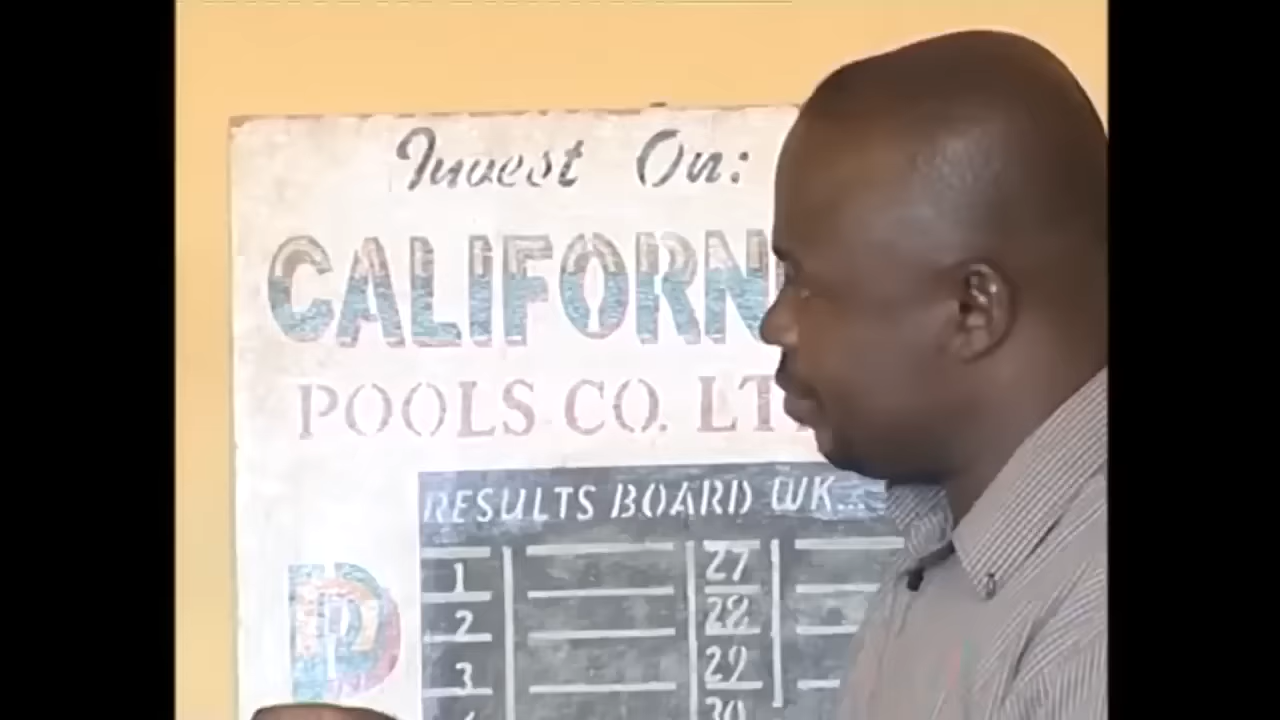 Invest On:
CALIFORN
POOLS CO. LT
RESULTS BOARD WK...
1 27
2 28
3 29
30